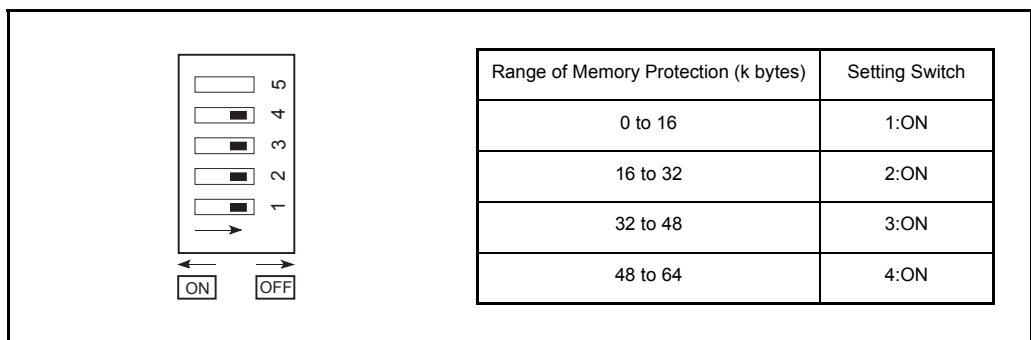 5
4
3
2
1
ON OFF
Range of Memory Protection (k bytes) Setting Switch
0 to 16 1:ON
16 to 32 2:ON
32 to 48 3:ON
48 to 64 4:ON